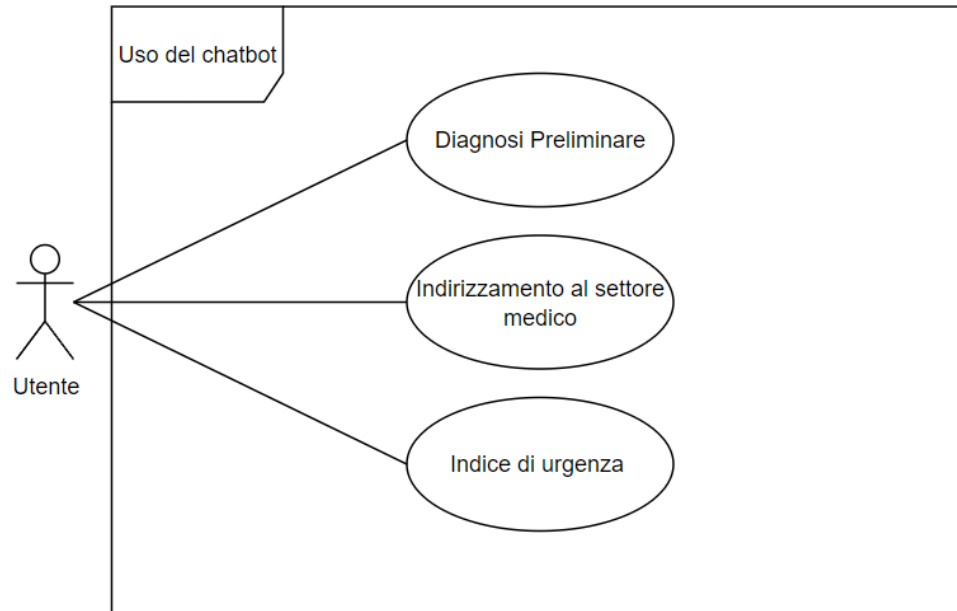 Uso del chatbot
Diagnosi Preliminare
Indirizzamento al settore
medico
Utente
Indice di urgenza